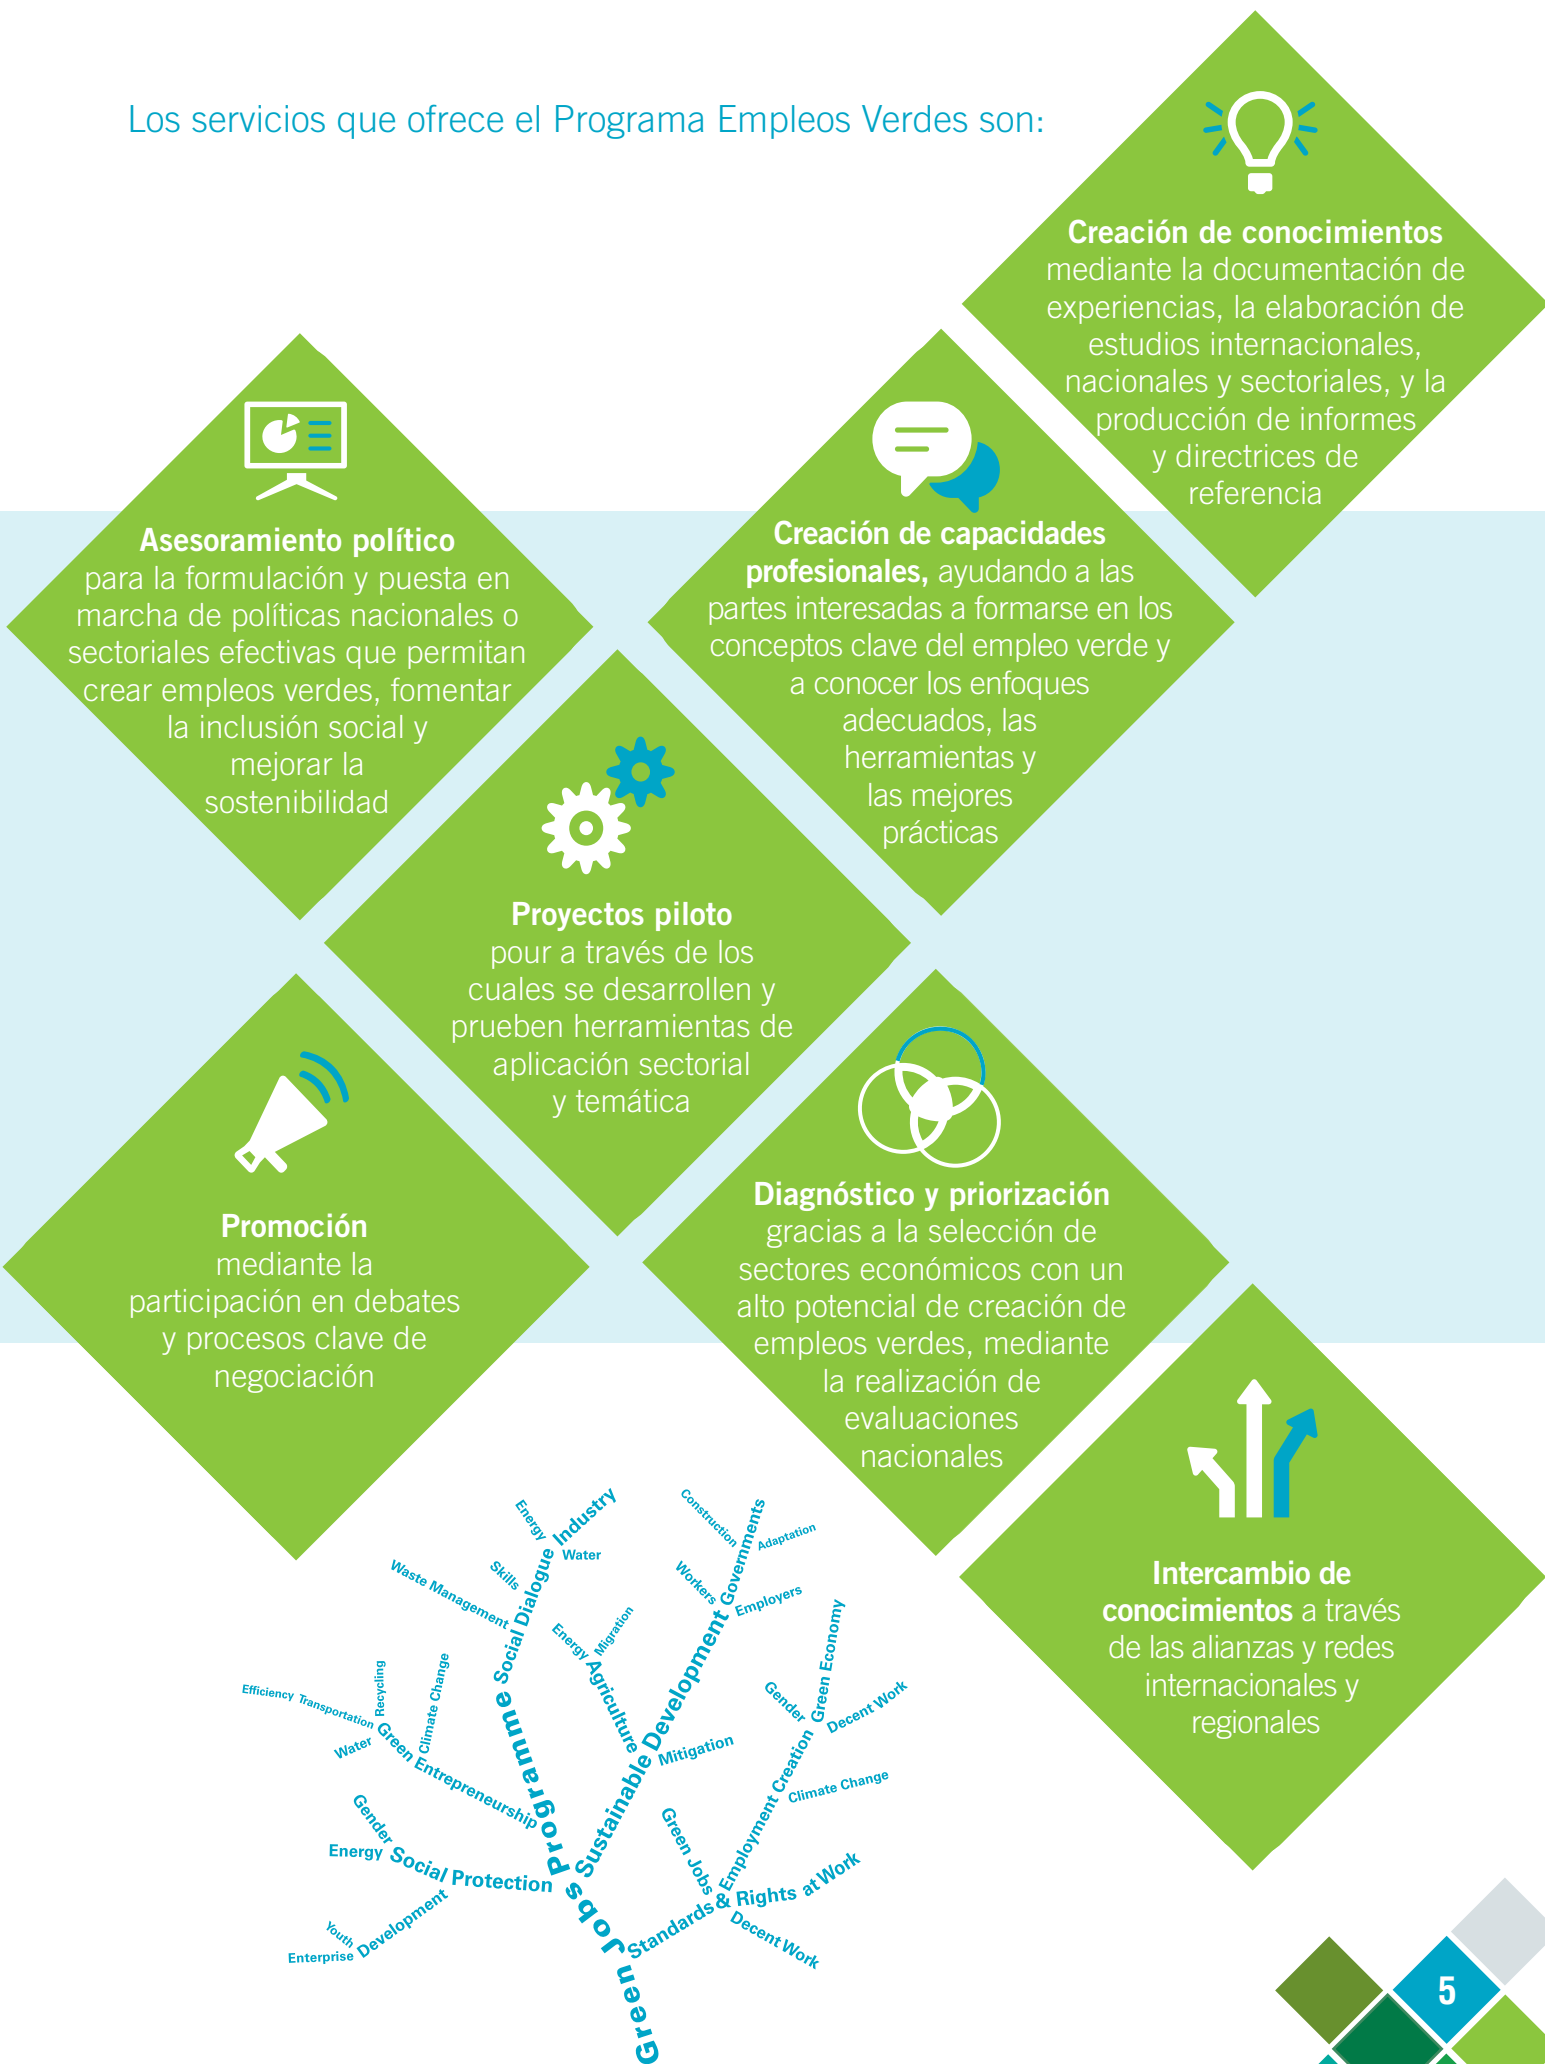 Los servicios que ofrece el Programa Empleos Verdes son:
Creación de conocimientos
mediante la documentación de
experiencias, la elaboración de
estudios internacionales,
nacionales y sectoriales, y la
producción de informes
y directrices de
referencia
Asesoramiento político
para la formulación y puesta en
marcha de políticas nacionales o
sectoriales efectivas que permitan
crear empleos verdes, fomentar
la inclusión social y
mejorar la
sostenibilidad
Creación de capacidades
profesionales, ayudando a las
partes interesadas a formarse en los
conceptos clave del empleo verde y
a conocer los enfoques
adecuados, las
herramientas y
las mejores
prácticas
Proyectos piloto
pour a través de los
cuales se desarrollen y
prueben herramientas de
aplicación sectorial
y temática
Promoción
mediante la
participación en debates
y procesos clave de
negociación
Diagnóstico y priorización
gracias a la selección de
sectores económicos con un
alto potencial de creación de
empleos verdes, mediante
la realización de
evaluaciones
nacionales
Intercambio de
conocimientos a través
de las alianzas y redes
internacionales y
regionales
Green Jobs Programme
Social Dialogue
Industry
Energy
Water
Skills
Waste Management
Sustainable Development
Governments
Construction
Adaptation
Workers
Employers
Energy
Migration
Agriculture
Mitigation
Efficiency
Transportation
Recycling
Water
Climate Change
Green Entrepreneurship
Gender
Energy
Social Protection
Youth
Enterprise
Development
Standards & Rights at Work
Green Jobs
Decent Work
Employment Creation
Gender
Green Economy
Decent Work
Climate Change
5